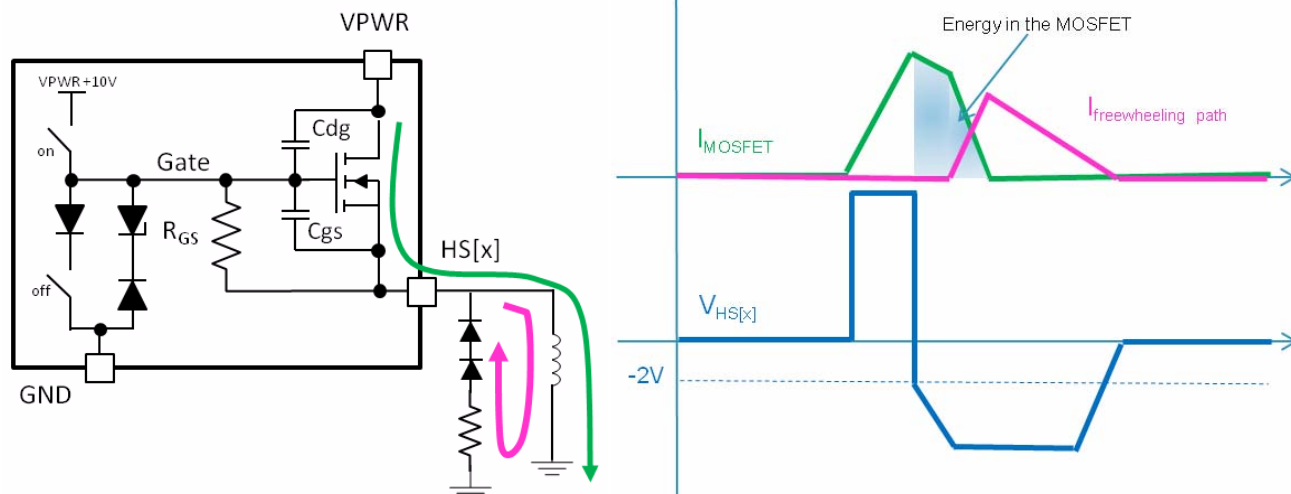 VPWR
VPWR+10V
on
Gate
Cdg
Cgs
RGS
off
HS[x]
GND
Energy in the MOSFET
IMOSFET
Ifreewheeling path
VHS[x]
-2V